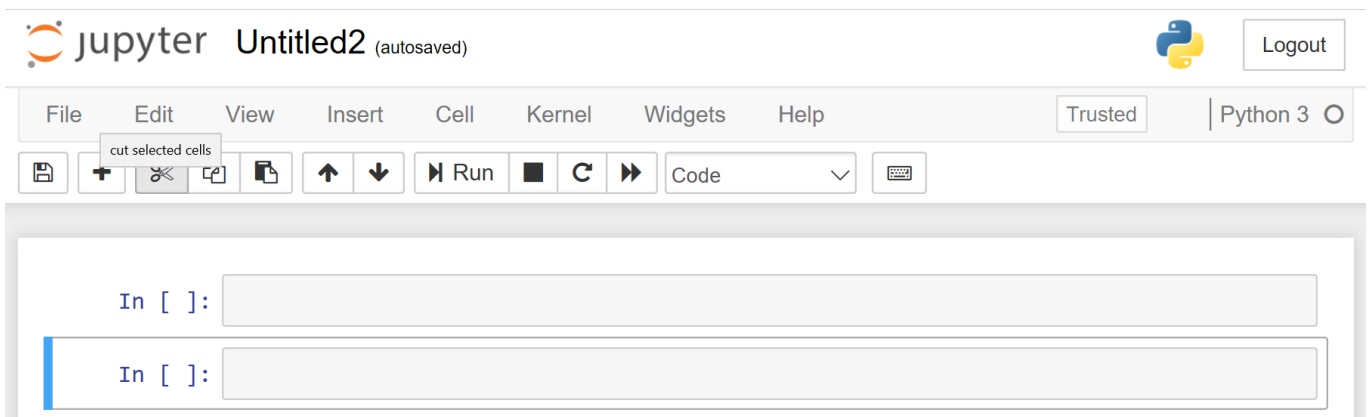 jupyter Untitled2 (autosaved) Logout
File Edit View Insert Cell Kernel Widgets Help Trusted Python 3
cut selected cells
Run Code
In [ ]:
In [ ]: